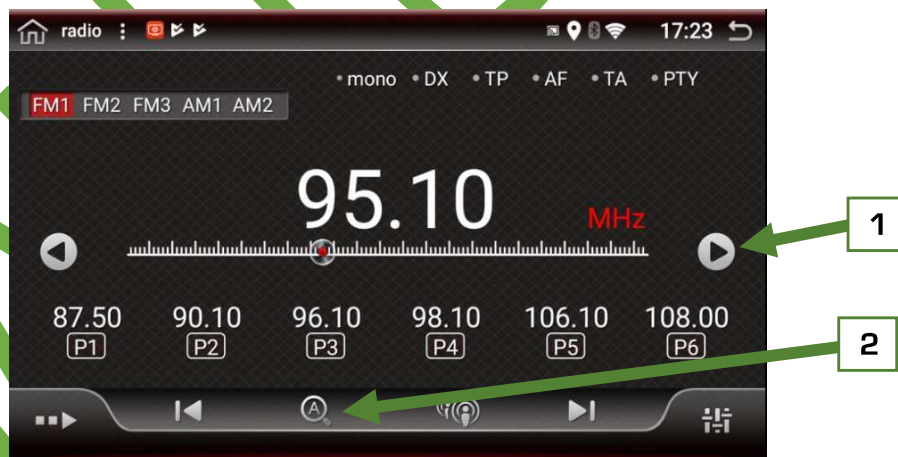 radio 17:23
• mono • DX • TP • AF • TA • PTY
FM1 FM2 FM3 AM1 AM2
95.10 MHz
1
87.50 90.10 96.10 98.10 106.10 108.00
P1 P2 P3 P4 P5 P6
2
A